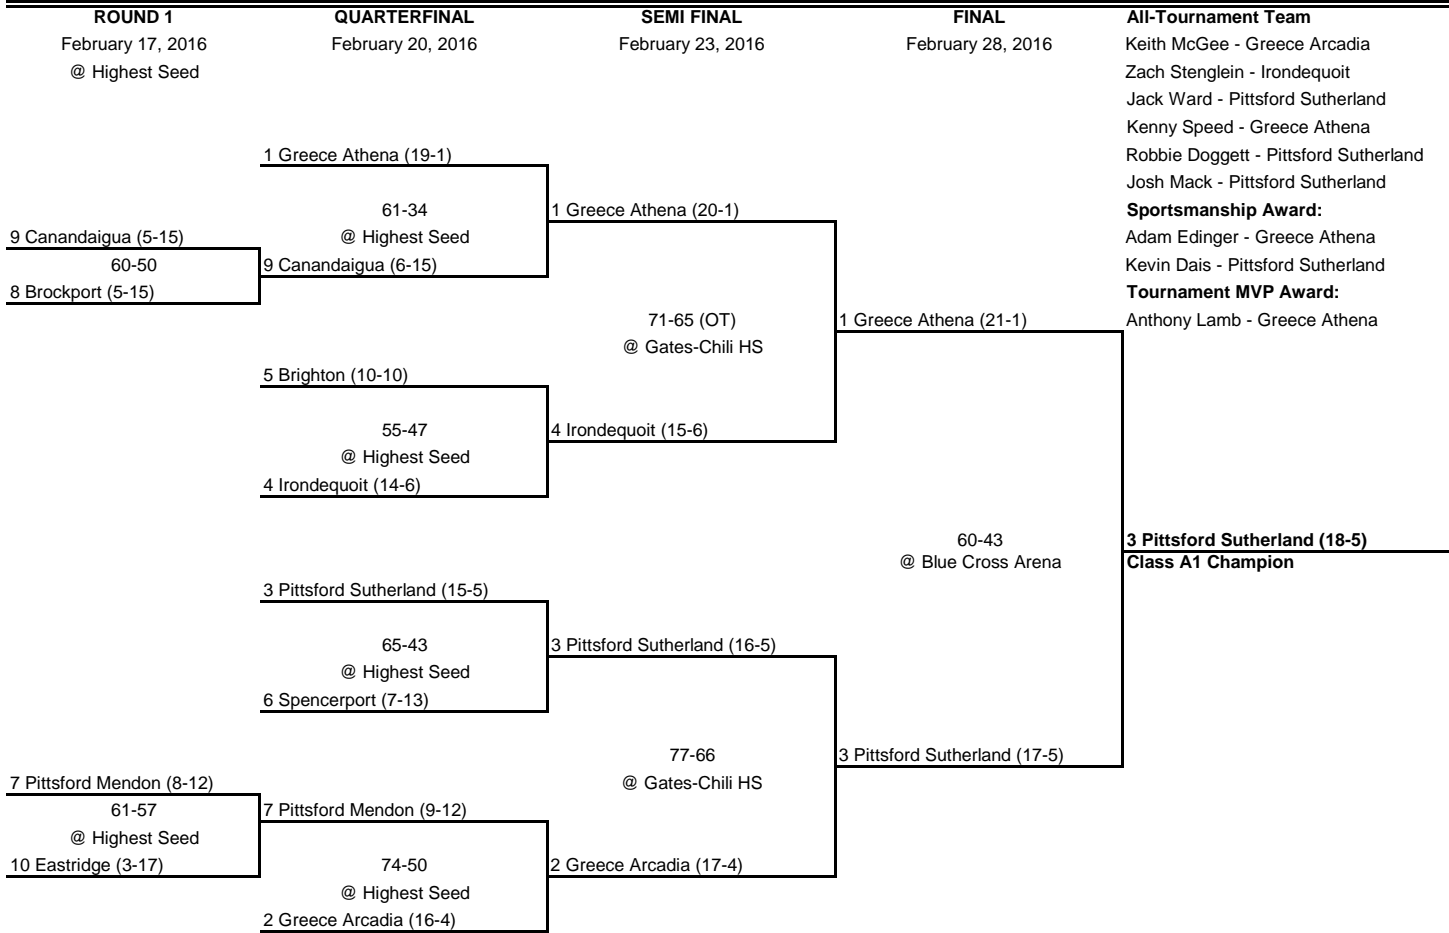 ROUND 1
February 17, 2016
@ Highest Seed
9 Canandaigua (5-15)
60-50
8 Brockport (5-15)
7 Pittsford Mendon (8-12)
61-57
@ Highest Seed
10 Eastridge (3-17)
QUARTERFINAL
February 20, 2016
1 Greece Athena (19-1)
61-34
@ Highest Seed
9 Canandaigua (6-15)
5 Brighton (10-10)
55-47
@ Highest Seed
4 Irondequoit (14-6)
3 Pittsford Sutherland (15-5)
65-43
@ Highest Seed
6 Spencerport (7-13)
7 Pittsford Mendon (9-12)
74-50
@ Highest Seed
2 Greece Arcadia (16-4)
SEMI FINAL
February 23, 2016
1 Greece Athena (20-1)
71-65 (OT)
@ Gates-Chili HS
4 Irondequoit (15-6)
3 Pittsford Sutherland (16-5)
77-66
@ Gates-Chili HS
2 Greece Arcadia (17-4)
FINAL
February 28, 2016
1 Greece Athena (21-1)
60-43
@ Blue Cross Arena
3 Pittsford Sutherland (17-5)
All-Tournament Team
Keith McGee - Greece Arcadia
Zach Stenglein - Irondequoit
Jack Ward - Pittsford Sutherland
Kenny Speed - Greece Athena
Robbie Doggett - Pittsford Sutherland
Josh Mack - Pittsford Sutherland
Sportsmanship Award:
Adam Edinger - Greece Athena
Kevin Dais - Pittsford Sutherland
Tournament MVP Award:
Anthony Lamb - Greece Athena
3 Pittsford Sutherland (18-5)
Class A1 Champion